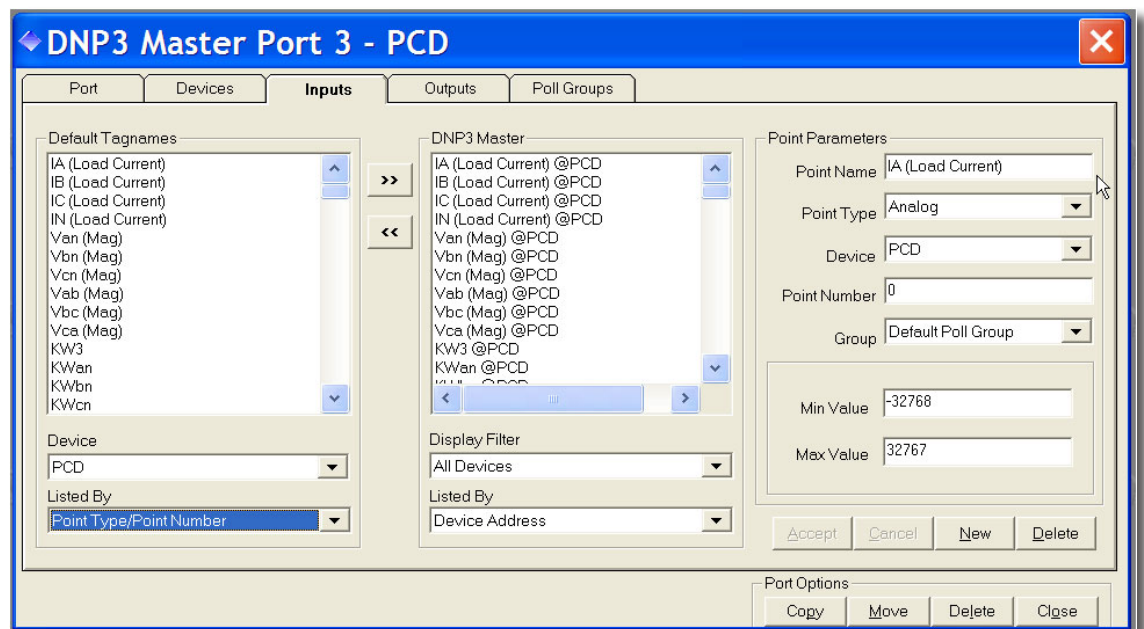 DNP3 Master Port 3 - PCD
Port
Devices
Inputs
Outputs
Poll Groups
Default Tagnames
IA (Load Current)
IB (Load Current)
IC (Load Current)
IN (Load Current)
Van (Mag)
Vbn (Mag)
Vcn (Mag)
Vab (Mag)
Vbc (Mag)
Vca (Mag)
KW3
KWan
KWbn
KWcn
Device
PCD
Listed By
Point Type/Point Number
>>
<<
DNP3 Master
IA (Load Current) @PCD
IB (Load Current) @PCD
IC (Load Current) @PCD
IN (Load Current) @PCD
Van (Mag) @PCD
Vbn (Mag) @PCD
Vcn (Mag) @PCD
Vab (Mag) @PCD
Vbc (Mag) @PCD
Vca (Mag) @PCD
KW3 @PCD
KWan @PCD
Display Filter
All Devices
Listed By
Device Address
Point Parameters
Point Name IA (Load Current)
Point Type Analog
Device PCD
Point Number 0
Group Default Poll Group
Min Value -32768
Max Value 32767
Accept
Cancel
New
Delete
Port Options
Copy
Move
Delete
Close